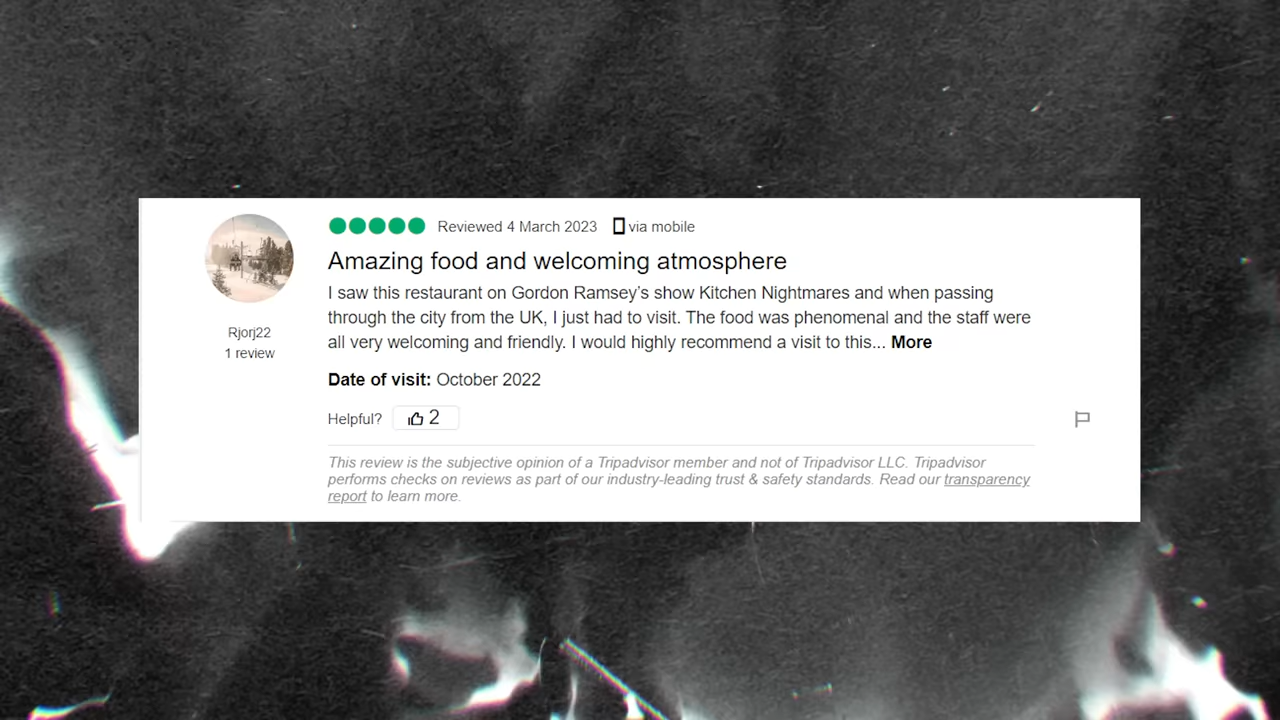 Reviewed 4 March 2023 via mobile
Amazing food and welcoming atmosphere
I saw this restaurant on Gordon Ramsey's show Kitchen Nightmares and when passing
through the city from the UK, I just had to visit. The food was phenomenal and the staff were
all very welcoming and friendly. I would highly recommend a visit to this... More
Rjorj22
1 review
Date of visit: October 2022
Helpful? 2
This review is the subjective opinion of a Tripadvisor member and not of Tripadvisor LLC. Tripadvisor
performs checks on reviews as part of our industry-leading trust & safety standards. Read our transparency
report to learn more.